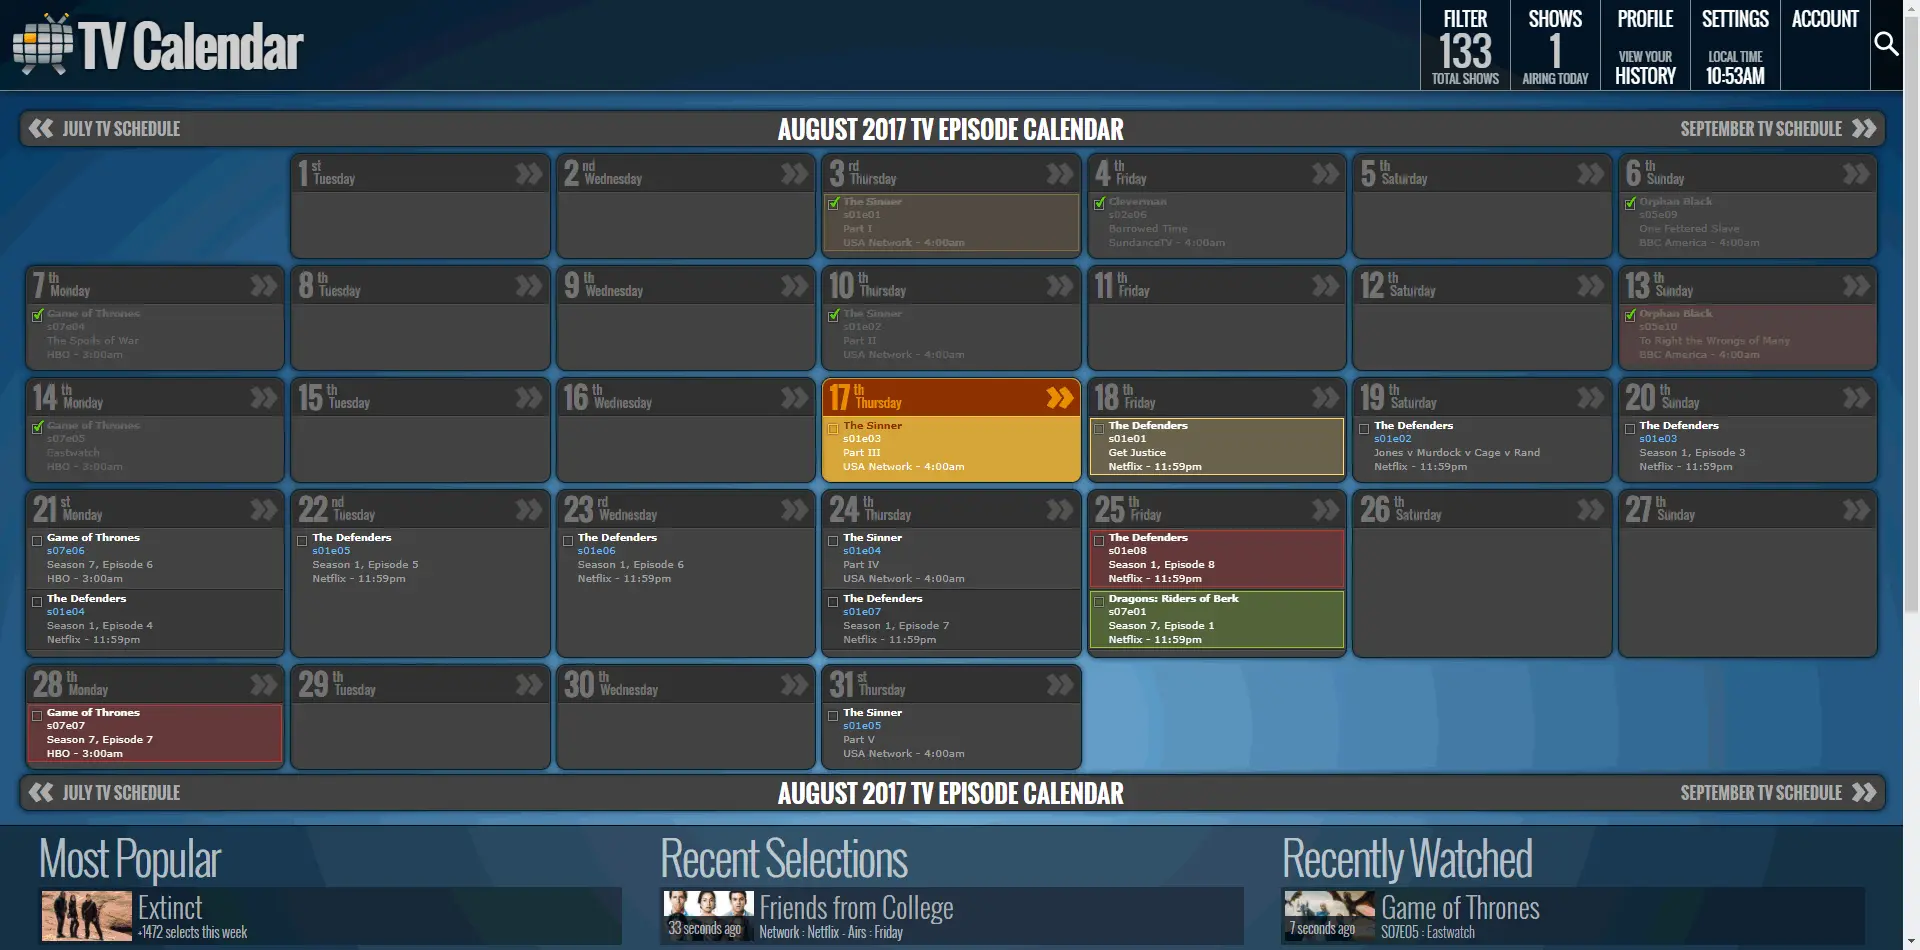 TV Calendar
FILTER
133
TOTAL SHOWS
SHOWS
1
AIRING TODAY
PROFILE
VIEW YOUR
HISTORY
SETTINGS
LOCAL TIME
10:53AM
ACCOUNT
JULY TV SCHEDULE
AUGUST 2017 TV EPISODE CALENDAR
SEPTEMBER TV SCHEDULE
1st Tuesday
2nd Wednesday
3rd Thursday
The Sinner
s01e01
Part I
USA Network - 4:00am
4th Friday
Cleverman
s02e06
Borrowed Time
SundanceTV - 4:00am
5th Saturday
6th Sunday
Orphan Black
s05e09
One Fettered Slave
BBC America - 4:00am
7th Monday
Game of Thrones
s07e04
The Spoils of War
HBO - 3:00am
8th Tuesday
9th Wednesday
10th Thursday
The Sinner
s01e02
Part II
USA Network - 4:00am
11th Friday
12th Saturday
13th Sunday
Orphan Black
s05e10
To Right the Wrongs of Many
BBC America - 4:00am
14th Monday
Game of Thrones
s07e05
Eastwatch
HBO - 3:00am
15th Tuesday
16th Wednesday
17th Thursday
The Sinner
s01e03
Part III
USA Network - 4:00am
18th Friday
The Defenders
s01e01
Get Justice
Netflix - 11:59pm
19th Saturday
The Defenders
s01e02
Jones v Murdock v Cage v Rand
Netflix - 11:59pm
20th Sunday
The Defenders
s01e03
Season 1, Episode 3
Netflix - 11:59pm
21st Monday
Game of Thrones
s07e06
Season 7, Episode 6
HBO - 3:00am
The Defenders
s01e04
Season 1, Episode 4
Netflix - 11:59pm
22nd Tuesday
The Defenders
s01e05
Season 1, Episode 5
Netflix - 11:59pm
23rd Wednesday
The Defenders
s01e06
Season 1, Episode 6
Netflix - 11:59pm
24th Thursday
The Sinner
s01e04
Part IV
USA Network - 4:00am
The Defenders
s01e07
Season 1, Episode 7
Netflix - 11:59pm
25th Friday
The Defenders
s01e08
Season 1, Episode 8
Netflix - 11:59pm
Dragons: Riders of Berk
s07e01
Season 7, Episode 1
Netflix - 11:59pm
26th Saturday
27th Sunday
28th Monday
Game of Thrones
s07e07
Season 7, Episode 7
HBO - 3:00am
29th Tuesday
30th Wednesday
31st Thursday
The Sinner
s01e05
Part V
USA Network - 4:00am
JULY TV SCHEDULE
AUGUST 2017 TV EPISODE CALENDAR
SEPTEMBER TV SCHEDULE
Most Popular
Extinct
+1472 selects this week
Recent Selections
33 seconds ago
Friends from College
Network : Netflix - Airs : Friday
Recently Watched
7 seconds ago
Game of Thrones
S07E05 : Eastwatch